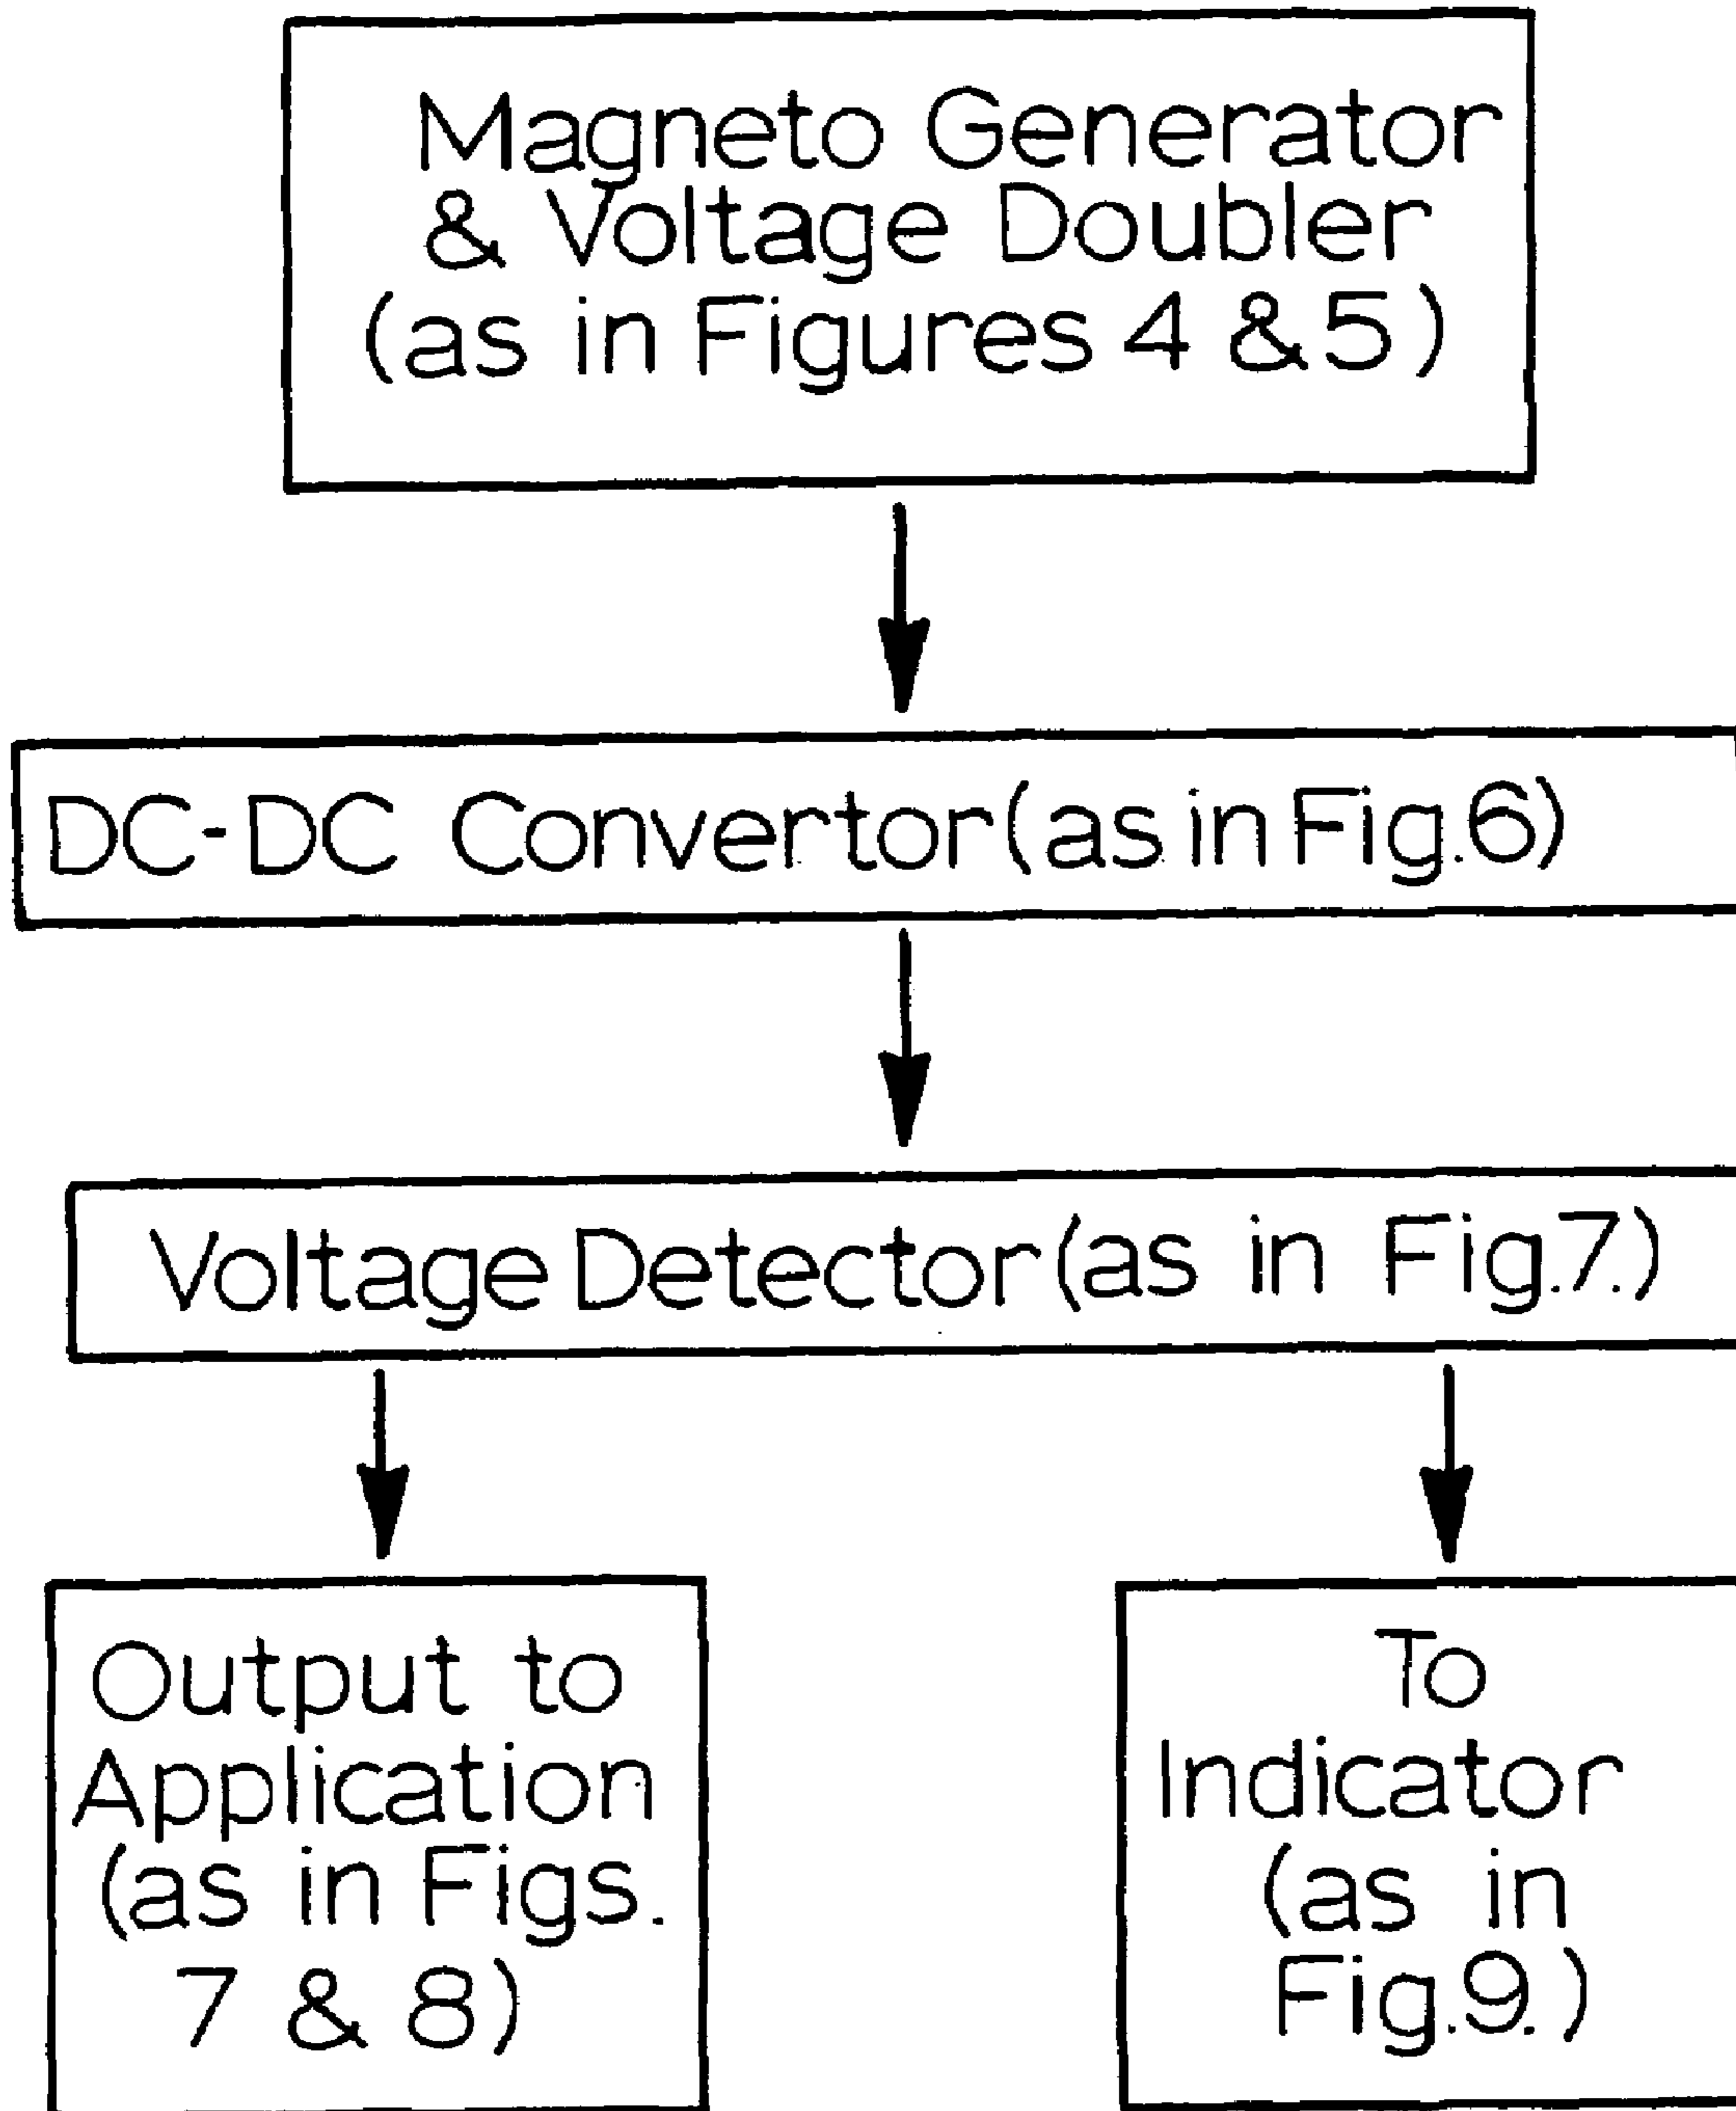 Magneto Generator
& Voltage Doubler
(as in Figures 4 & 5)
DC-DC Convertor (as in Fig.6)
Voltage Detector (as in Fig.7.)
Output to
Application
(as in Figs.
7 & 8)
To
Indicator
(as in
Fig.9.)